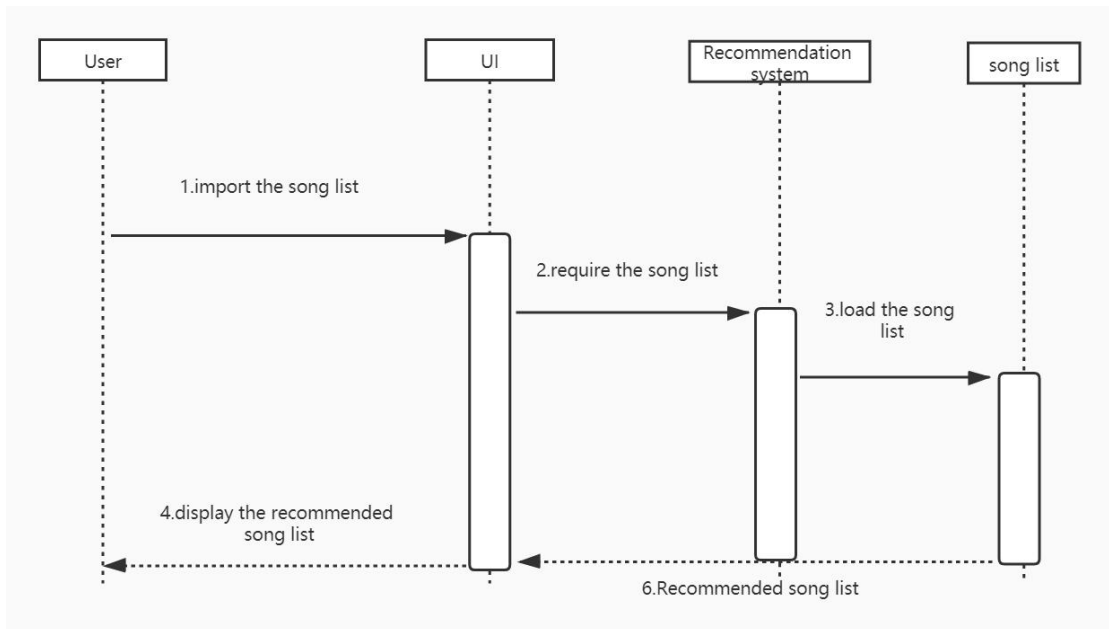 User
UI
Recommendation
system
song list
1.import the song list
2.require the song list
3.load the song
list
4.display the recommended
song list
6.Recommended song list